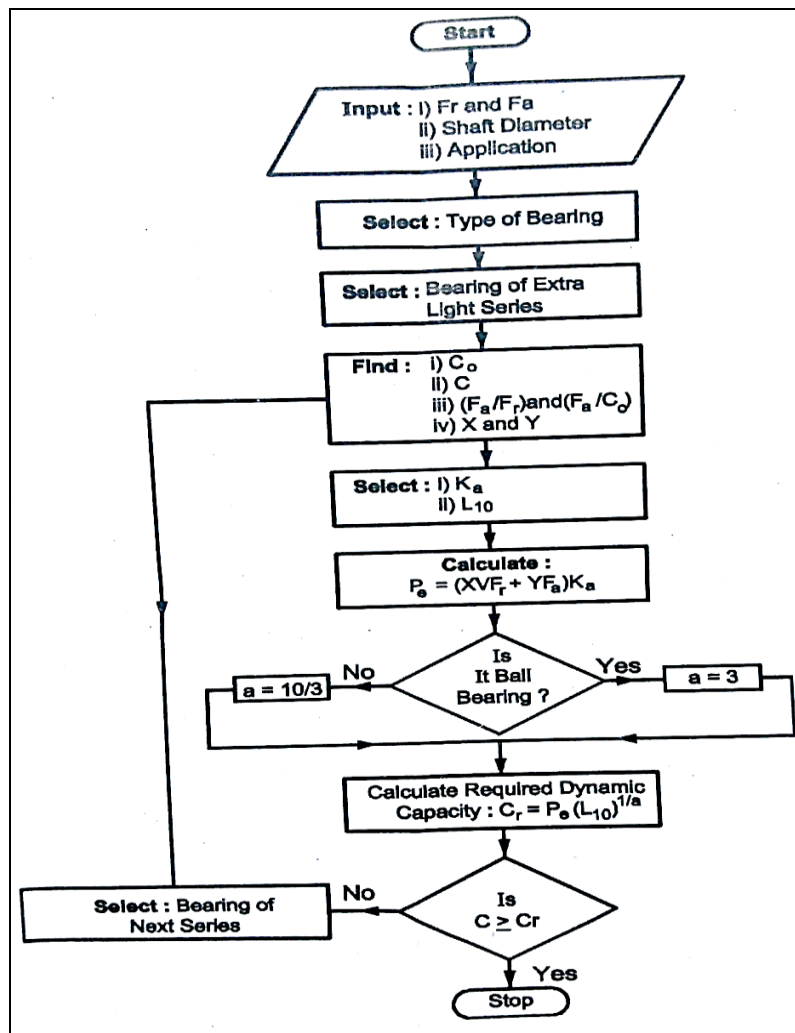 Start
Input : i) Fr and Fa
ii) Shaft Diameter
iii) Application
Select : Type of Bearing
Select : Bearing of Extra
Light Series
Find : i) Cₒ
ii) C
iii) (Fₐ/Fᵣ)and(Fₐ/Cₒ)
iv) X and Y
Select : i) Kₐ
ii) L₁₀
Calculate :
Pₑ = (XVFᵣ + YFₐ)Kₐ
Is
It Ball
Bearing ?
No
Yes
a = 10/3
a = 3
Calculate Required Dynamic
Capacity : Cᵣ = Pₑ (L₁₀)^1/a
Is
C ≥ Cr
No
Select : Bearing of
Next Series
Yes
Stop